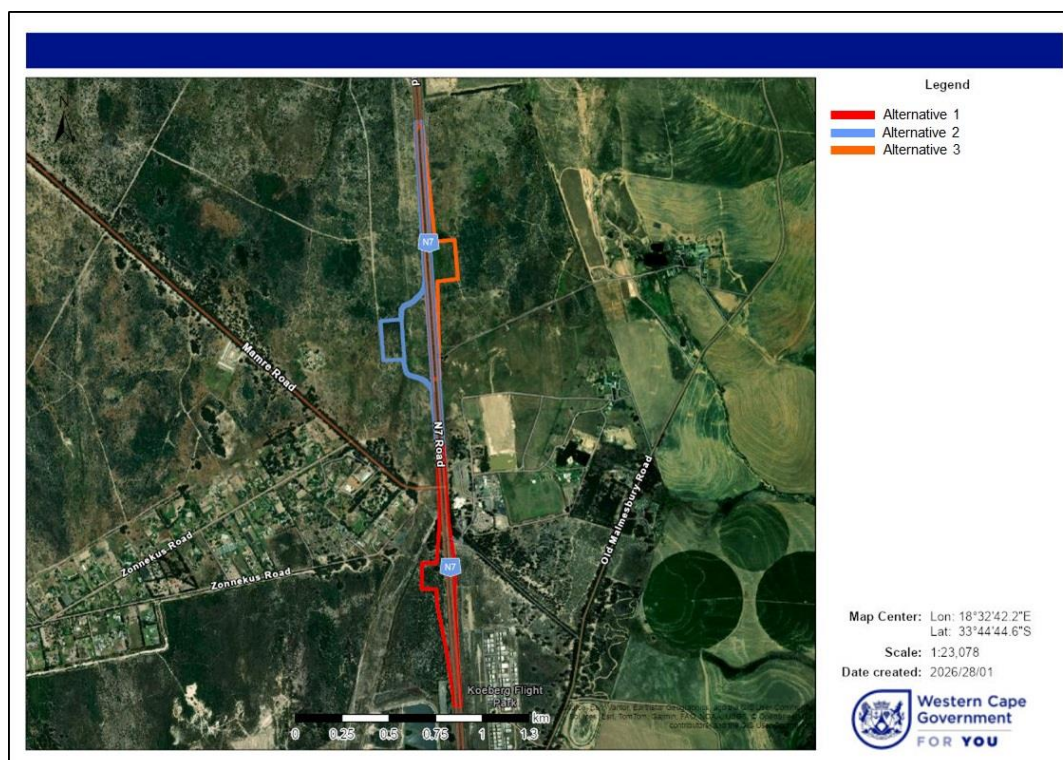 Legend
Alternative 1
Alternative 2
Alternative 3
N
N7
Mamre Road
N7 Road
Old Malmesbury Road
Zonnekus Road
Zonnekus Road
N7
Koeberg Flight
Park
km
0 0.25 0.5 0.75 1 1.3
Map Center: Lon: 18°32'42.2"E
Lat: 33°44'44.6"S
Scale: 1:23,078
Date created: 2026/28/01
Western Cape
Government
FOR YOU